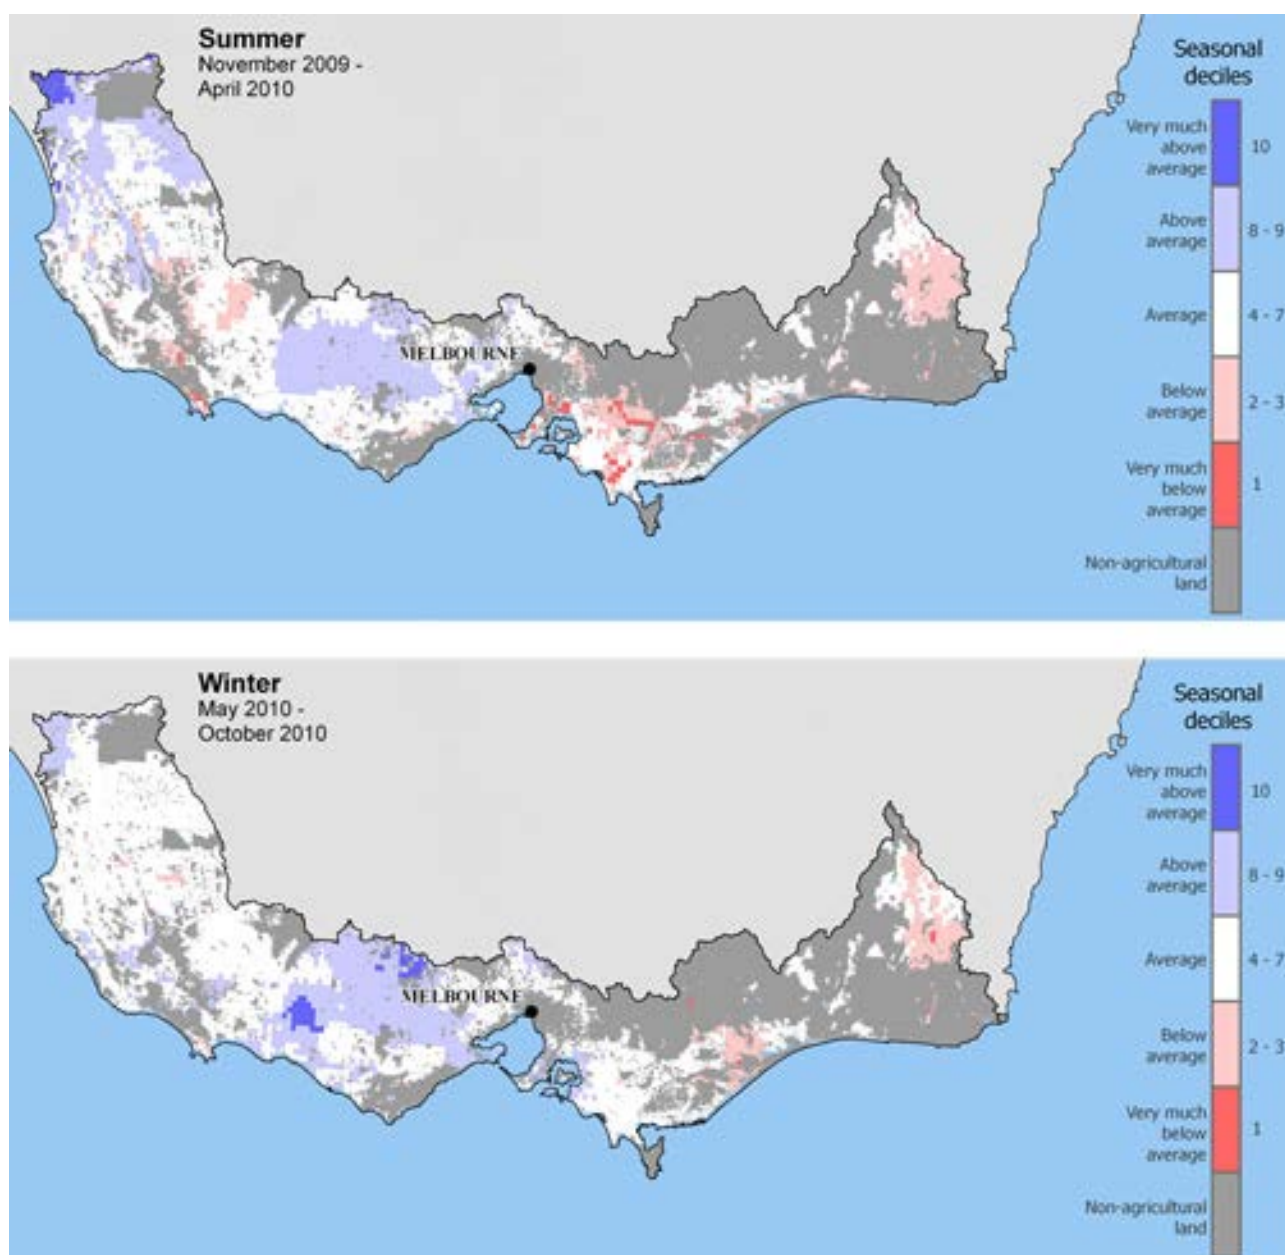 Summer
November 2009 -
April 2010
Seasonal
deciles
Very much
above
average
10
Above
average
8 - 9
Average
4 - 7
Below
average
2 - 3
Very much
below
average
1
Non-agricultural
land
MELBOURNE
Winter
May 2010 -
October 2010
Seasonal
deciles
Very much
above
average
10
Above
average
8 - 9
Average
4 - 7
Below
average
2 - 3
Very much
below
average
1
Non-agricultural
land
MELBOURNE